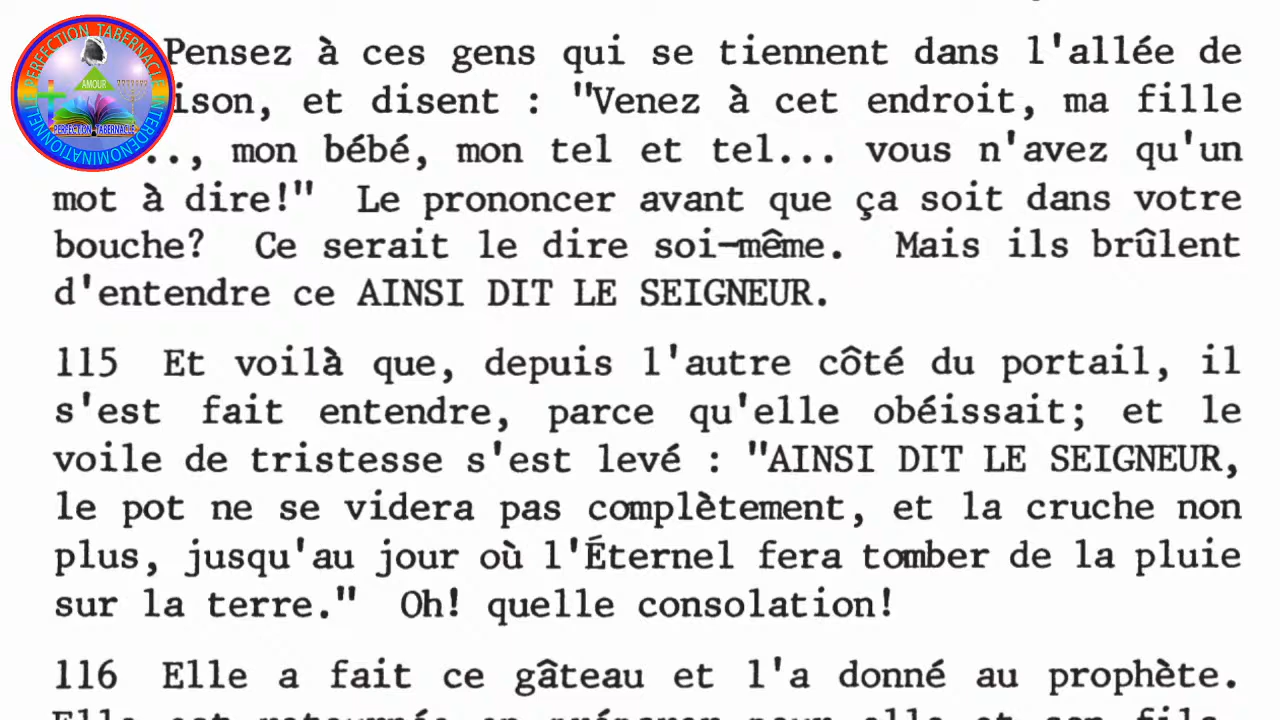 PERFECTION TABERNACLE INTERDENOMINATIONNEL
AMOUR
PERFECTION TABERNACLE
Pensez à ces gens qui se tiennent dans l'allée de
ison, et disent : "Venez à cet endroit, ma fille
.., mon bébé, mon tel et tel... vous n'avez qu'un
mot à dire!" Le prononcer avant que ça soit dans votre
bouche? Ce serait le dire soi-même. Mais ils brûlent
d'entendre ce AINSI DIT LE SEIGNEUR.
115 Et voilà que, depuis l'autre côté du portail, il
s'est fait entendre, parce qu'elle obéissait; et le
voile de tristesse s'est levé : "AINSI DIT LE SEIGNEUR,
le pot ne se videra pas complètement, et la cruche non
plus, jusqu'au jour où l'Éternel fera tomber de la pluie
sur la terre." Oh! quelle consolation!
116 Elle a fait ce gâteau et l'a donné au prophète.